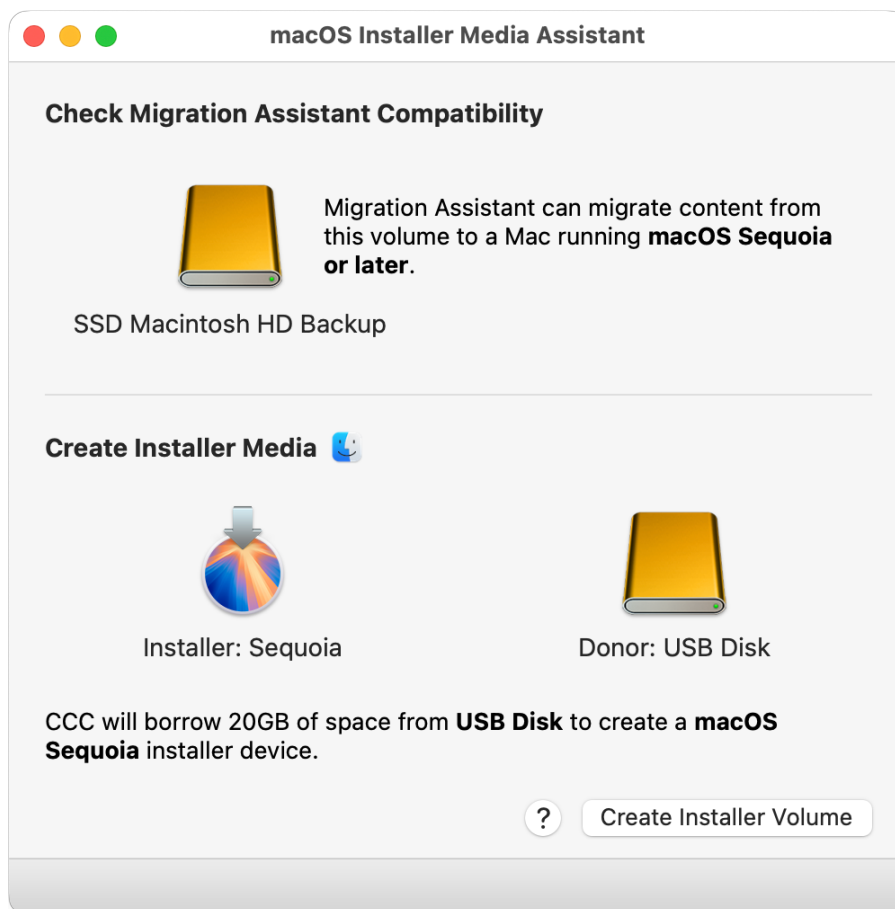 macOS Installer Media Assistant
Check Migration Assistant Compatibility
Migration Assistant can migrate content from
this volume to a Mac running macOS Sequoia
or later.
SSD Macintosh HD Backup
Create Installer Media
Installer: Sequoia
Donor: USB Disk
CCC will borrow 20GB of space from USB Disk to create a macOS
Sequoia installer device.
?
Create Installer Volume